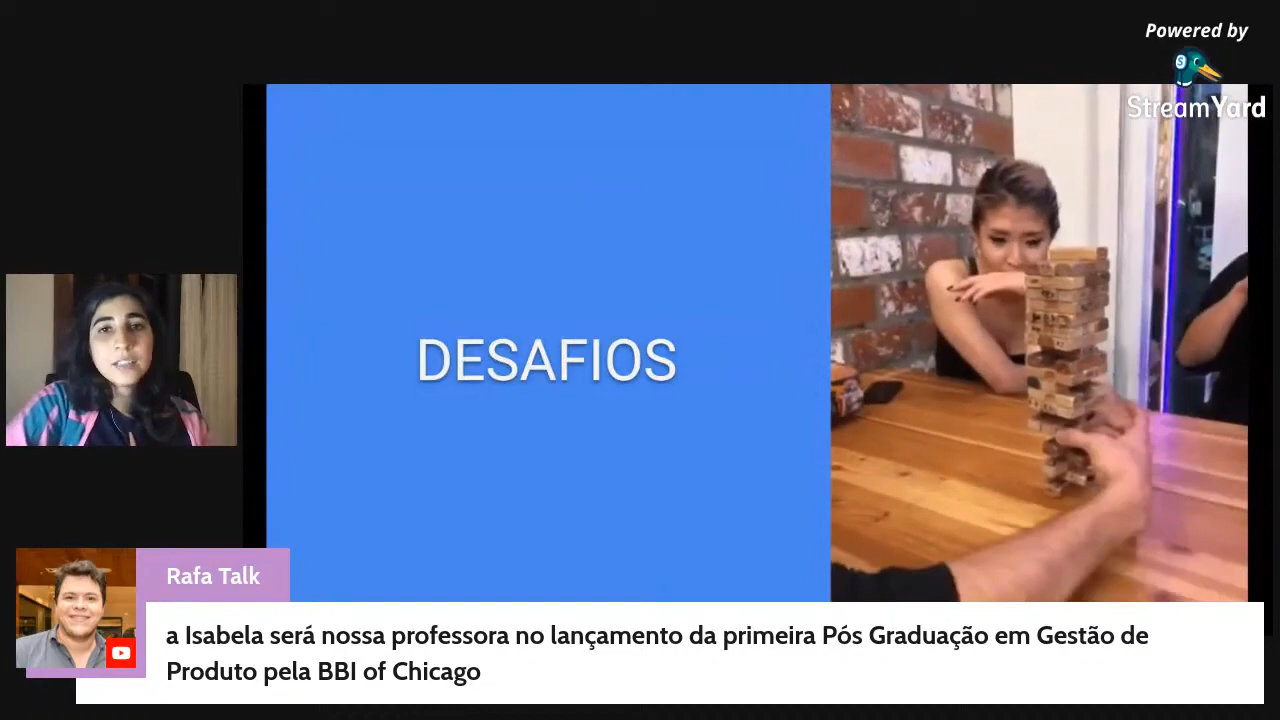 Powered by
StreamYard
DESAFIOS
Rafa Talk
a Isabela será nossa professora no lançamento da primeira Pós Graduação em Gestão de
Produto pela BBI of Chicago